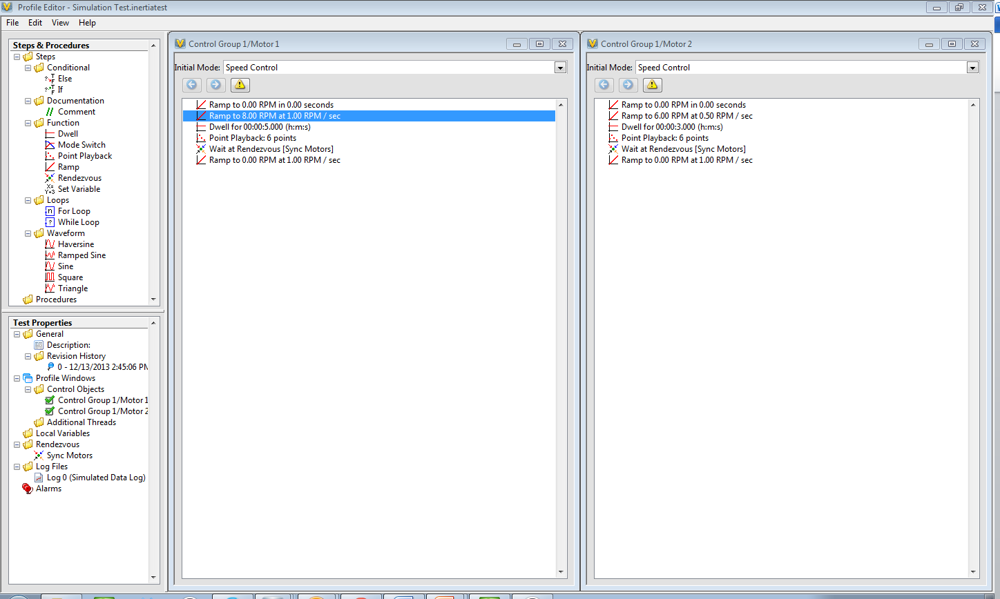 Profile Editor - Simulation Test.inertiatest
File Edit View Help
Steps & Procedures
Steps
Conditional
Else
If
Documentation
Comment
Function
Dwell
Mode Switch
Point Playback
Ramp
Rendezvous
Set Variable
Loops
For Loop
While Loop
Waveform
Haversine
Ramped Sine
Sine
Square
Triangle
Procedures
Test Properties
General
Description:
Revision History
0 - 12/13/2013 2:45:06 PM
Profile Windows
Control Objects
Control Group 1/Motor 1
Control Group 1/Motor 2
Additional Threads
Local Variables
Rendezvous
Sync Motors
Log Files
Log 0 (Simulated Data Log)
Alarms
Control Group 1/Motor 1
Initial Mode: Speed Control
Ramp to 0.00 RPM in 0.00 seconds
Ramp to 8.00 RPM at 1.00 RPM / sec
Dwell for 00:00:5.000 (h:m:s)
Point Playback: 6 points
Wait at Rendezvous [Sync Motors]
Ramp to 0.00 RPM at 1.00 RPM / sec
Control Group 1/Motor 2
Initial Mode: Speed Control
Ramp to 0.00 RPM in 0.00 seconds
Ramp to 6.00 RPM at 0.50 RPM / sec
Dwell for 00:00:3.000 (h:m:s)
Point Playback: 6 points
Wait at Rendezvous [Sync Motors]
Ramp to 0.00 RPM at 1.00 RPM / sec